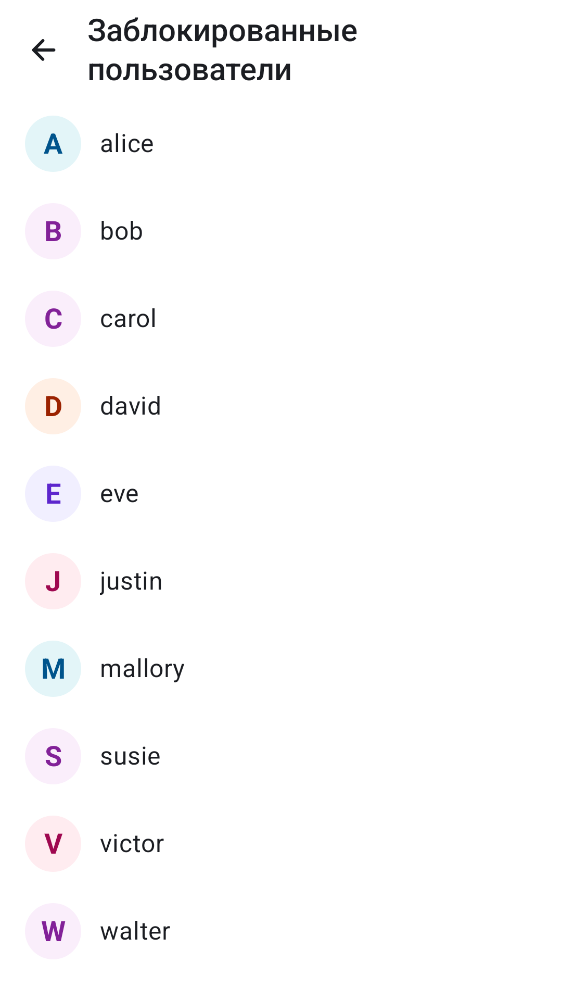 Заблокированные
пользователи
A alice
B bob
C carol
D david
E eve
J justin
M mallory
S susie
V victor
W walter